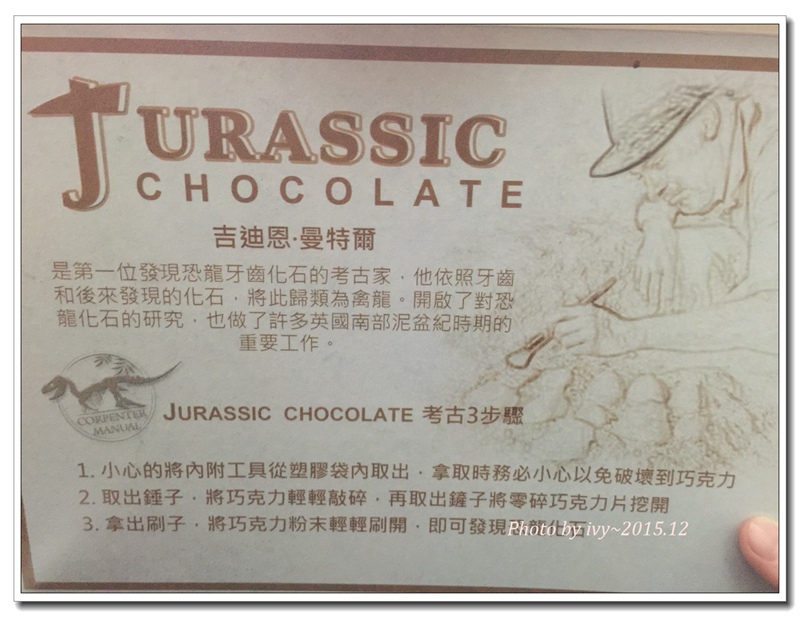 JURASSIC
CHOCOLATE
吉迪恩·曼特爾
是第一位發現恐龍牙齒化石的考古家，他依照牙齒
和後來發現的化石，將此歸類為禽龍。開啟了對恐
龍化石的研究，也做了許多英國南部泥盆紀時期的
重要工作。
CORPENTER
MANUAL
JURASSIC CHOCOLATE 考古3步驟
1. 小心的將內附工具從塑膠袋內取出，拿取時務必小心以免破壞到巧克力
2. 取出錘子，將巧克力輕輕敲碎，再取出鏟子將零碎巧克力片挖開
3. 拿出刷子，將巧克力粉末輕輕刷開，即可發現
Photo by ivy~2015.12